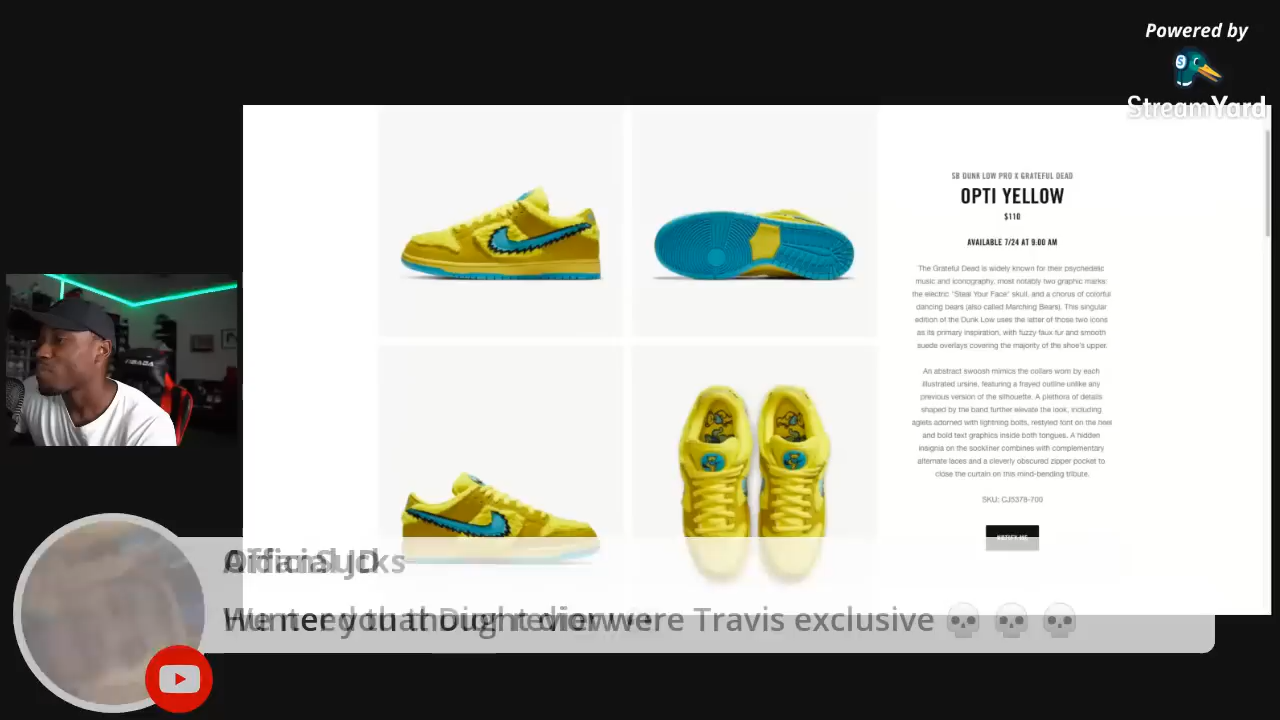 Powered by
StreamYard
SB DUNK LOW PRO X GRATEFUL DEAD
OPTI YELLOW
$110
AVAILABLE 7/24 AT 9:00 AM
The Grateful Dead is widely known for their psychedelic
music and iconography, most notably two graphic marks:
the electric "Steal Your Face" skull, and a chorus of colorful
dancing bears (also called Marching Bears). This singular
edition of the Dunk Low uses the latter of those two icons
as its primary inspiration, with fuzzy faux fur and smooth
suede overlays covering the majority of the shoe's upper.
An abstract swoosh mimics the collars worn by each
illustrated ursine, featuring a frayed outline unlike any
previous version of the silhouette. A plethora of details
shaped by the band further elevate the look, including
aglets adorned with lightning bolts, restyled font on the heel
and bold text graphics inside both tongues. A hidden
insignia on the sockliner combines with complementary
alternate laces and a cleverly obscured zipper pocket to
close the curtain on this mind-bending tribute.
SKU: CJ5378-700
NOTIFY ME
were Travis exclusive 💀 💀 💀